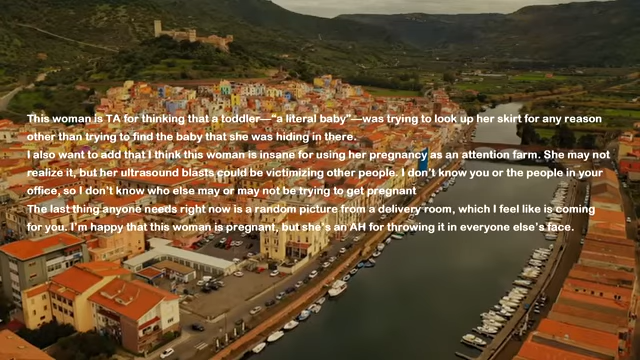 This woman is TA for thinking that a toddler—“a literal baby”—was trying to look up her skirt for any reason
other than trying to find the baby that she was hiding in there.
I also want to add that I think this woman is insane for using her pregnancy as an attention farm. She may not
realize it, but her ultrasound blasts could be victimizing other people. I don’t know you or the people in your
office, so I don’t know who else may or may not be trying to get pregnant
The last thing anyone needs right now is a random picture from a delivery room, which I feel like is coming
for you. I’m happy that this woman is pregnant, but she’s an AH for throwing it in everyone else’s face.